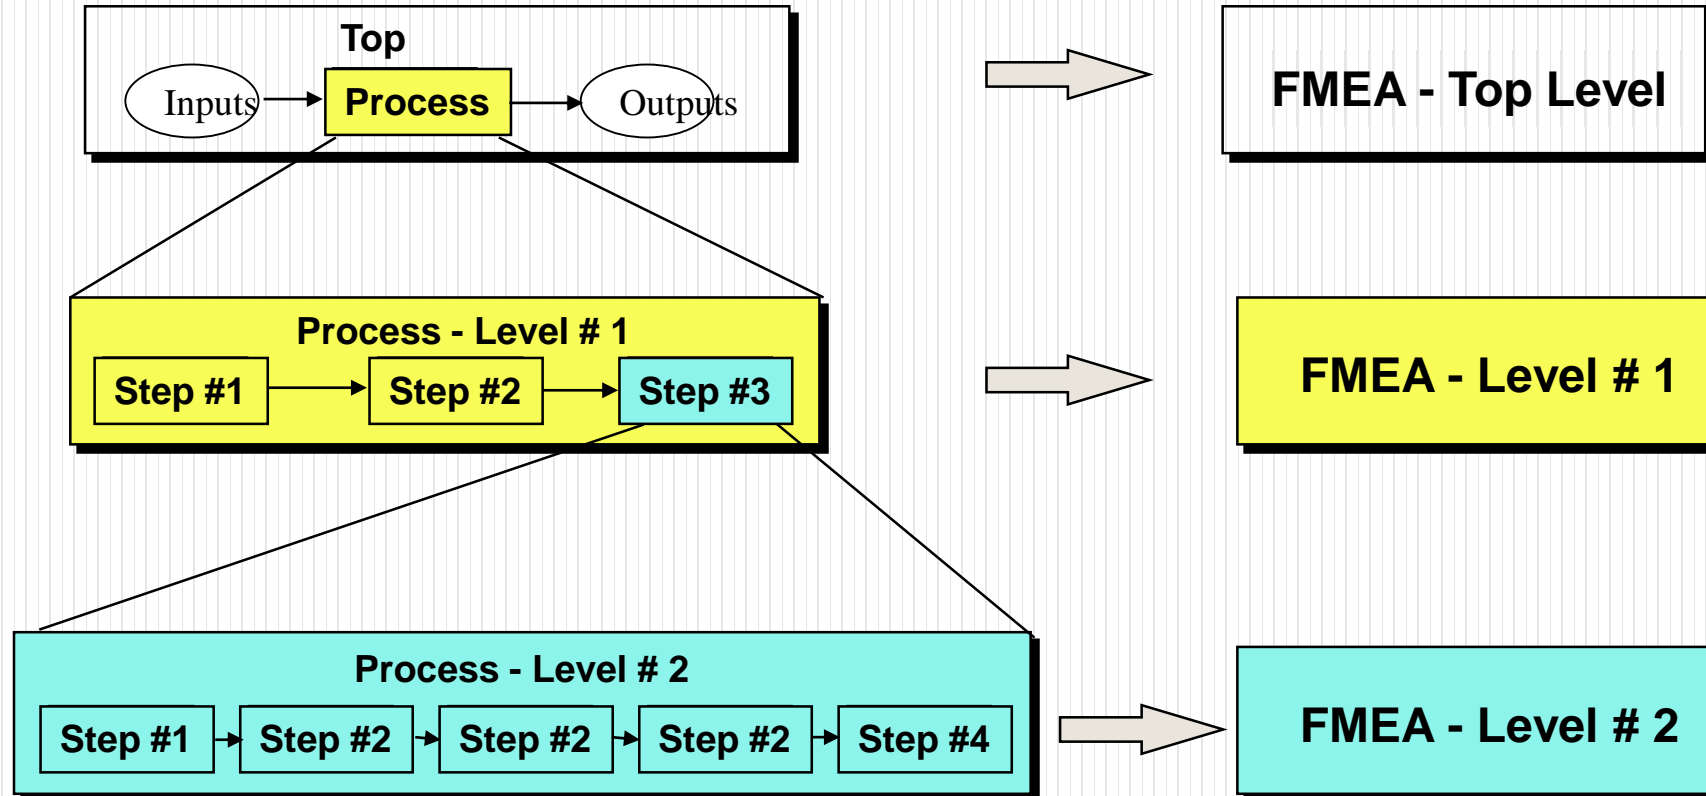 Top
Inputs
Process
Outputs
FMEA - Top Level
Process - Level # 1
Step #1
Step #2
Step #3
FMEA - Level # 1
Process - Level # 2
Step #1
Step #2
Step #2
Step #2
Step #4
FMEA - Level # 2